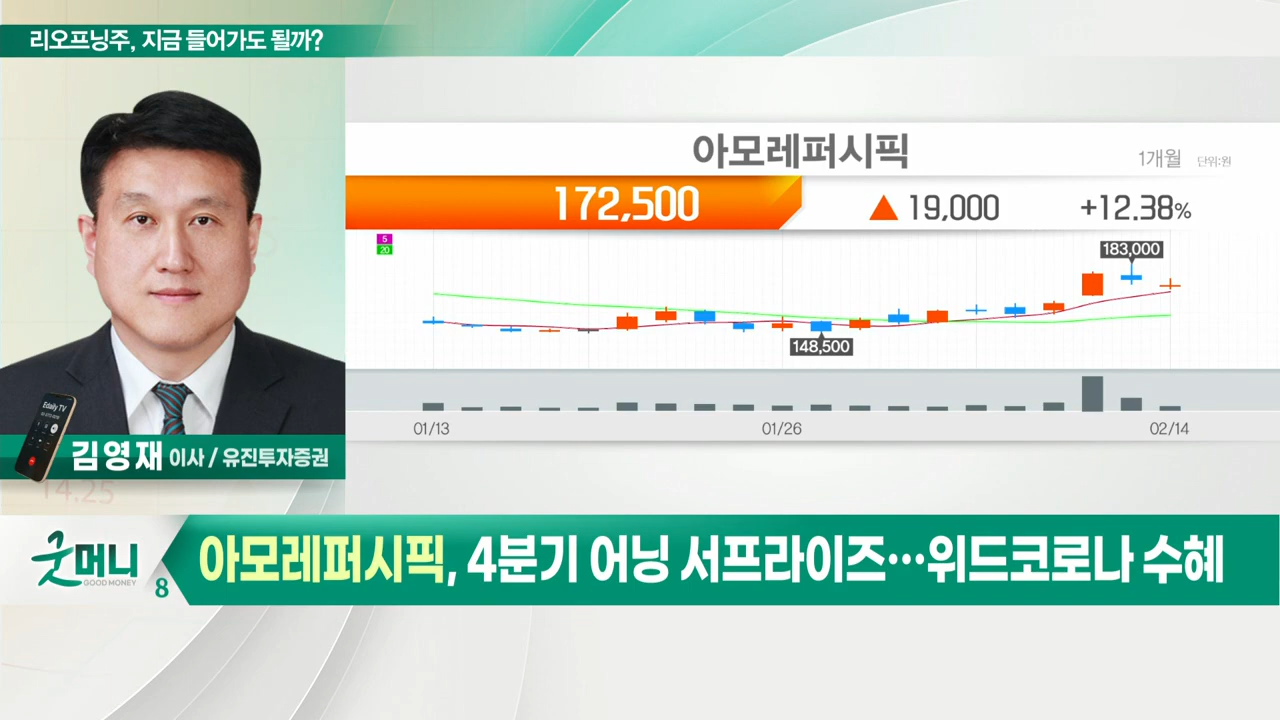 리오프닝주, 지금 들어가도 될까?
아모레퍼시픽
1개월 단위:원
172,500 ▲ 19,000 +12.38%
5
20
183,000
148,500
01/13 01/26 02/14
Edaily TV
김영재 이사 / 유진투자증권
14.25
굿머니
GOOD MONEY
8
아모레퍼시픽, 4분기 어닝 서프라이즈…위드코로나 수혜